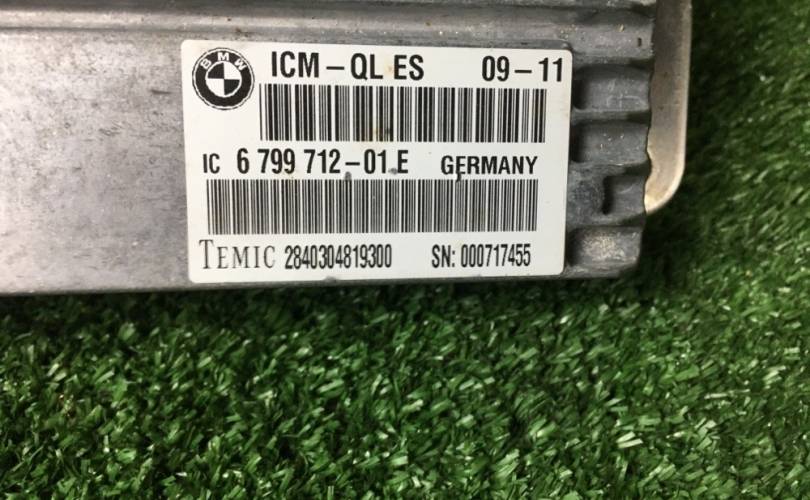 BMW
ICM-QL ES 09-11
IC 6 799 712-01 E GERMANY
TEMIC 2840304819300 SN: 000717455